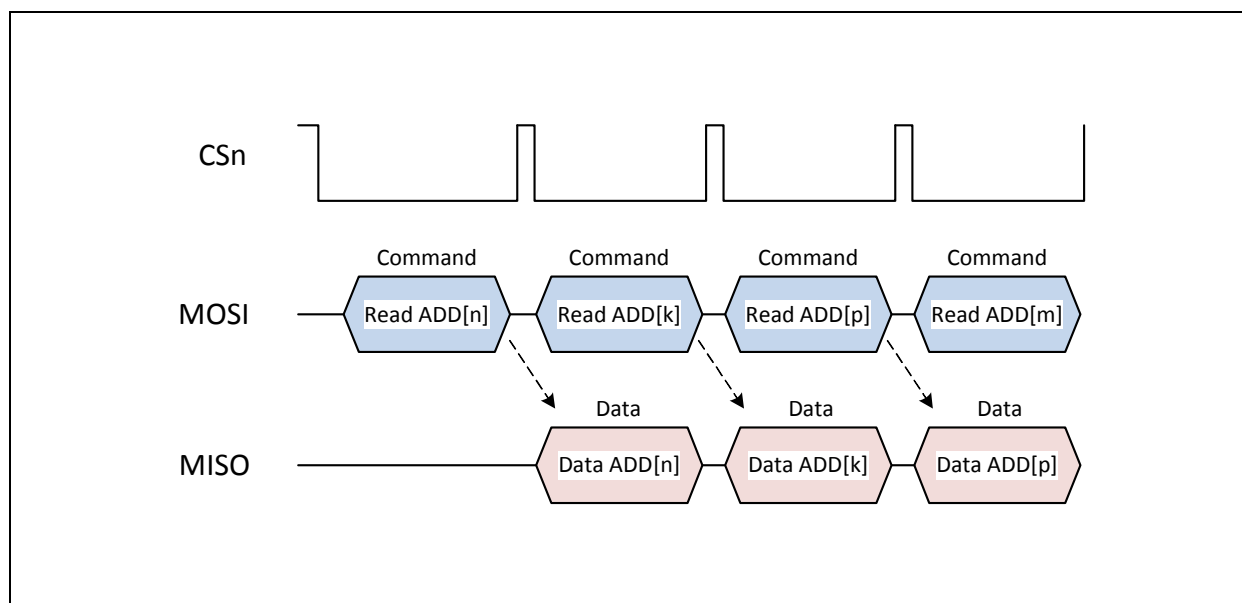 CSn
Command Command Command Command
MOSI Read ADD[n] Read ADD[k] Read ADD[p] Read ADD[m]
Data Data Data
MISO Data ADD[n] Data ADD[k] Data ADD[p]